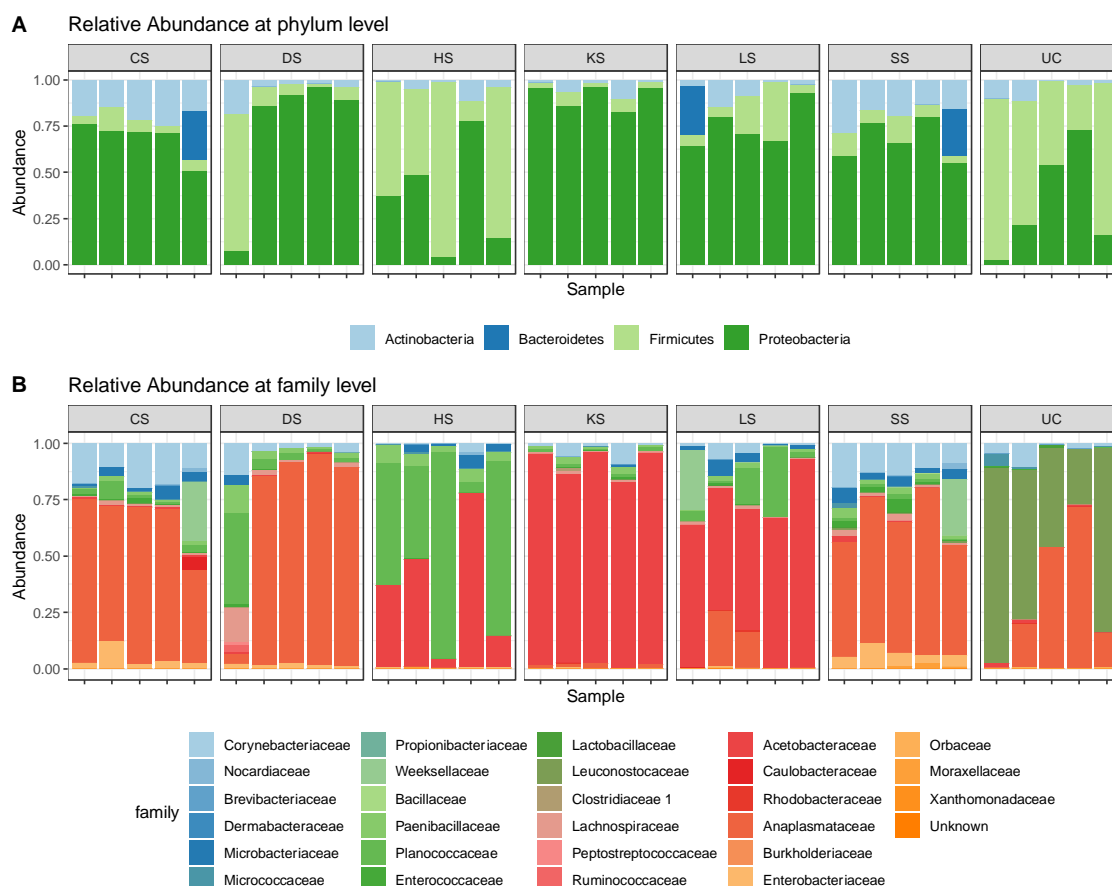 A Relative Abundance at phylum level
CS DS HS KS LS SS UC
1.00
0.75
0.50
0.25
0.00
Abundance
Sample
Actinobacteria Bacteroidetes Firmicutes Proteobacteria
B Relative Abundance at family level
CS DS HS KS LS SS UC
1.00
0.75
0.50
0.25
0.00
Abundance
Sample
family
Corynebacteriaceae Propionibacteriaceae Lactobacillaceae Acetobacteraceae Orbaceae
Nocardiaceae Weeksellaceae Leuconostocaceae Caulobacteraceae Moraxellaceae
Brevibacteriaceae Bacillaceae Clostridiaceae 1 Rhodobacteraceae Xanthomonadaceae
Dermabacteraceae Paenibacillaceae Lachnospiraceae Anaplasmataceae Unknown
Microbacteriaceae Planococcaceae Peptostreptococcaceae Burkholderiaceae
Micrococcaceae Enterococcaceae Ruminococcaceae Enterobacteriaceae